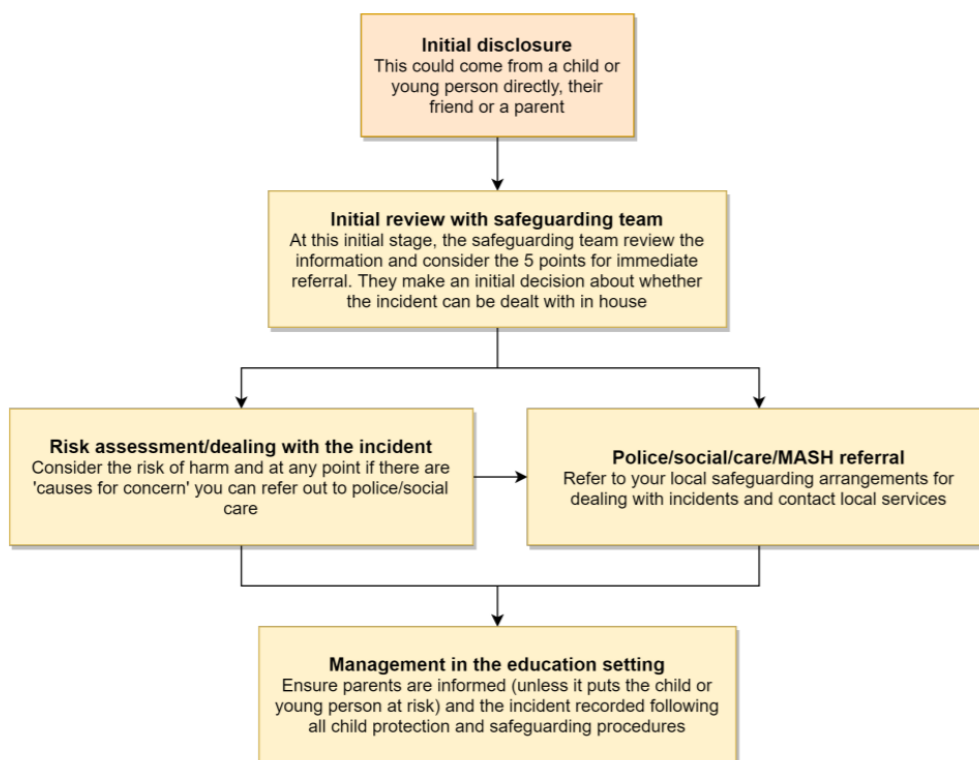 Initial disclosure
This could come from a child or
young person directly, their
friend or a parent
Initial review with safeguarding team
At this initial stage, the safeguarding team review the
information and consider the 5 points for immediate
referral. They make an initial decision about whether
the incident can be dealt with in house
Risk assessment/dealing with the incident
Consider the risk of harm and at any point if there are
'causes for concern' you can refer out to police/social
care
Police/social/care/MASH referral
Refer to your local safeguarding arrangements for
dealing with incidents and contact local services
Management in the education setting
Ensure parents are informed (unless it puts the child or
young person at risk) and the incident recorded following
all child protection and safeguarding procedures